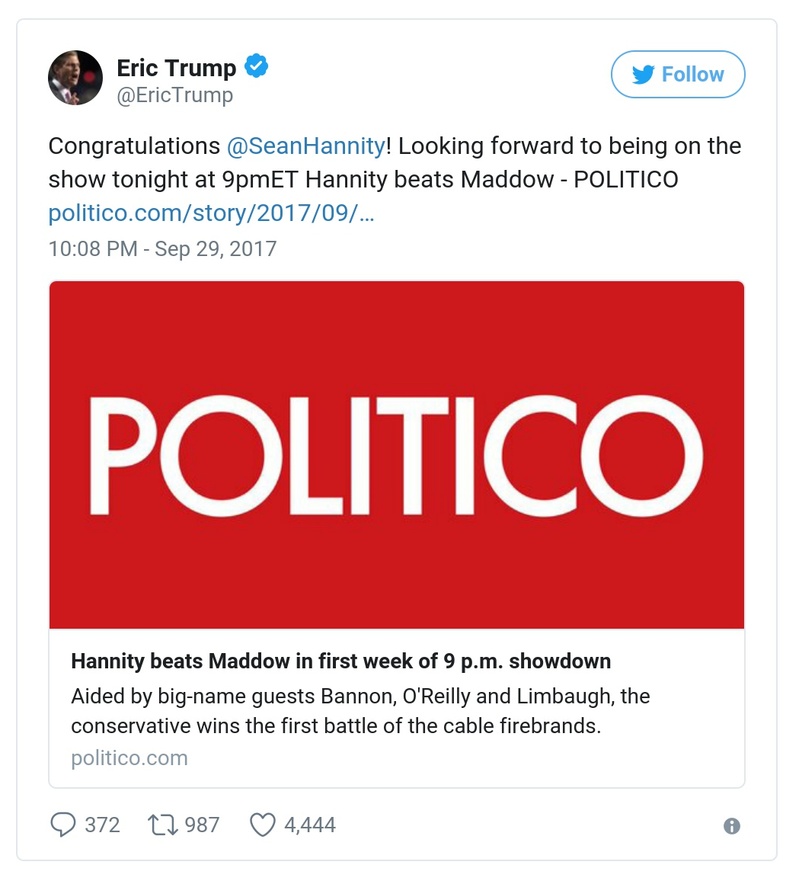 Eric Trump
@EricTrump
Follow
Congratulations @SeanHannity! Looking forward to being on the
show tonight at 9pmET Hannity beats Maddow - POLITICO
politico.com/story/2017/09/…
10:08 PM - Sep 29, 2017
POLITICO
Hannity beats Maddow in first week of 9 p.m. showdown
Aided by big-name guests Bannon, O'Reilly and Limbaugh, the
conservative wins the first battle of the cable firebrands.
politico.com
372 987 4,444